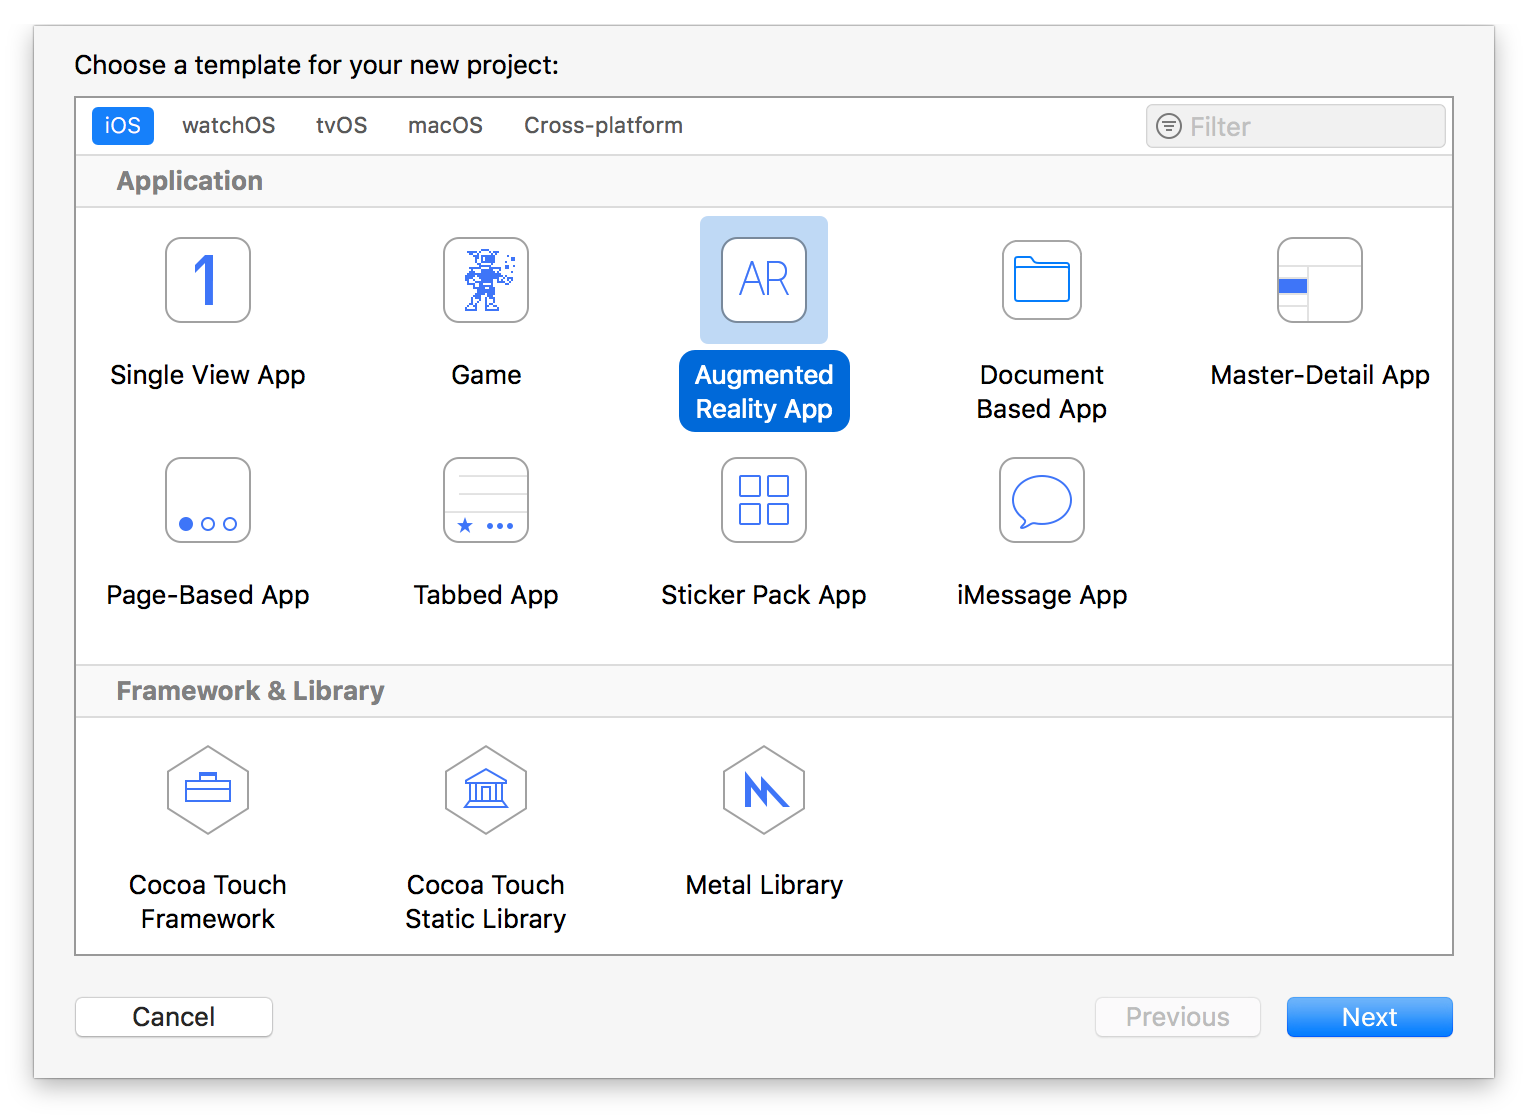 Choose a template for your new project:
iOS watchOS tvOS macOS Cross-platform Filter
Application
1 AR
Single View App Game Augmented Document Master-Detail App
Reality App Based App
Page-Based App Tabbed App Sticker Pack App iMessage App
Framework & Library
Cocoa Touch Cocoa Touch Metal Library
Framework Static Library
Cancel Previous Next